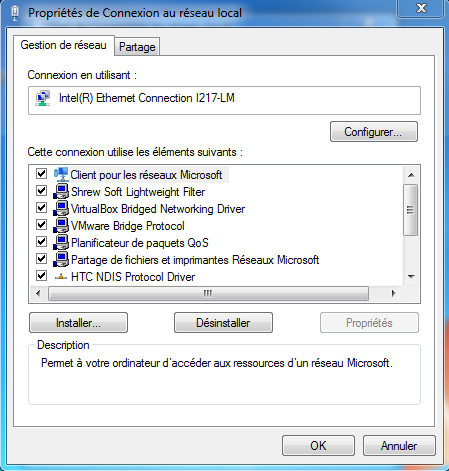 Propriétés de Connexion au réseau local
Gestion de réseau
Partage
Connexion en utilisant :
Intel(R) Ethernet Connection I217-LM
Configurer...
Cette connexion utilise les éléments suivants :
Client pour les réseaux Microsoft
Shrew Soft Lightweight Filter
VirtualBox Bridged Networking Driver
VMware Bridge Protocol
Planificateur de paquets QoS
Partage de fichiers et imprimantes Réseaux Microsoft
HTC NDIS Protocol Driver
Installer...
Désinstaller
Propriétés
Description
Permet à votre ordinateur d'accéder aux ressources d'un réseau Microsoft.
OK
Annuler